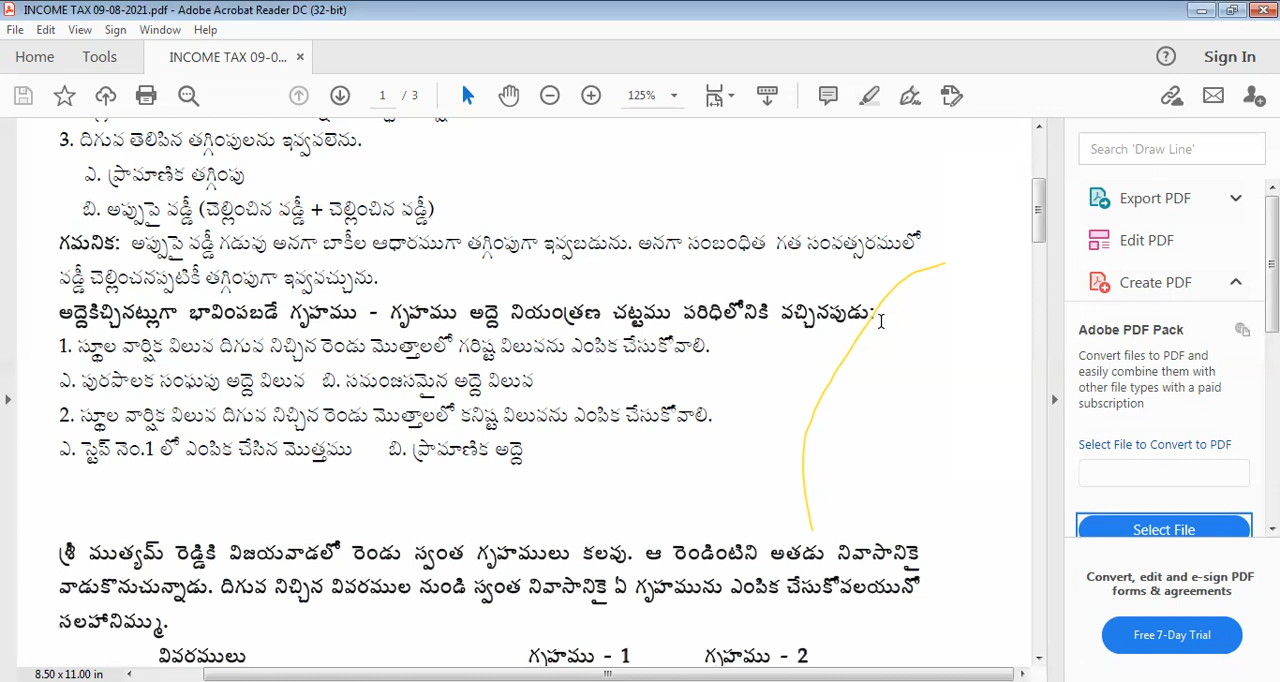 INCOME TAX 09-08-2021.pdf - Adobe Acrobat Reader DC (32-bit)
File Edit View Sign Window Help
Home Tools INCOME TAX 09-0... × Sign In
1 / 3 125%
3. దిగువ తెలిపిన తగ్గింపులను ఇవ్వవలెను.
ఎ. ప్రామాణిక తగ్గింపు
బి. అప్పుపై వడ్డీ (చెల్లించిన వడ్డీ + చెల్లించిన వడ్డీ)
గమనిక: అప్పుపై వడ్డీ గడువు అనగా బాకీల ఆధారముగా తగ్గింపుగా ఇవ్వబడును. అనగా సంబంధిత గత సంవత్సరములో
వడ్డీ చెల్లించనప్పటికీ తగ్గింపుగా ఇవ్వవచ్చును.
అద్దెకిచ్చినట్లుగా భావింపబడే గృహము - గృహము అద్దె నియంత్రణ చట్టము పరిధిలోనికి వచ్చినపుడు:
1. స్థూల వార్షిక విలువ దిగువ నిచ్చిన రెండు మొత్తాలలో గరిష్ట విలువను ఎంపిక చేసుకోవాలి.
ఎ. పురపాలక సంఘపు అద్దె విలువ బి. సమంజసమైన అద్దె విలువ
2. స్థూల వార్షిక విలువ దిగువ నిచ్చిన రెండు మొత్తాలలో కనిష్ట విలువను ఎంపిక చేసుకోవాలి.
ఎ. స్టెప్ నెం.1 లో ఎంపిక చేసిన మొత్తము బి. ప్రామాణిక అద్దె
శ్రీ ముత్యమ్ రెడ్డికి విజయవాడలో రెండు స్వంత గృహములు కలవు. ఆ రెండింటిని అతడు నివాసానికై
వాడుకొనుచున్నాడు. దిగువ నిచ్చిన వివరముల నుండి స్వంత నివాసానికై ఏ గృహమును ఎంపిక చేసుకోవలయునో
సలహానిమ్ము.
వివరములు గృహము - 1 గృహము - 2
8.50 x 11.00 in
Search 'Draw Line'
Export PDF
Edit PDF
Create PDF
Adobe PDF Pack
Convert files to PDF and
easily combine them with
other file types with a paid
subscription
Select File to Convert to PDF
Select File
Convert, edit and e-sign PDF
forms & agreements
Free 7-Day Trial